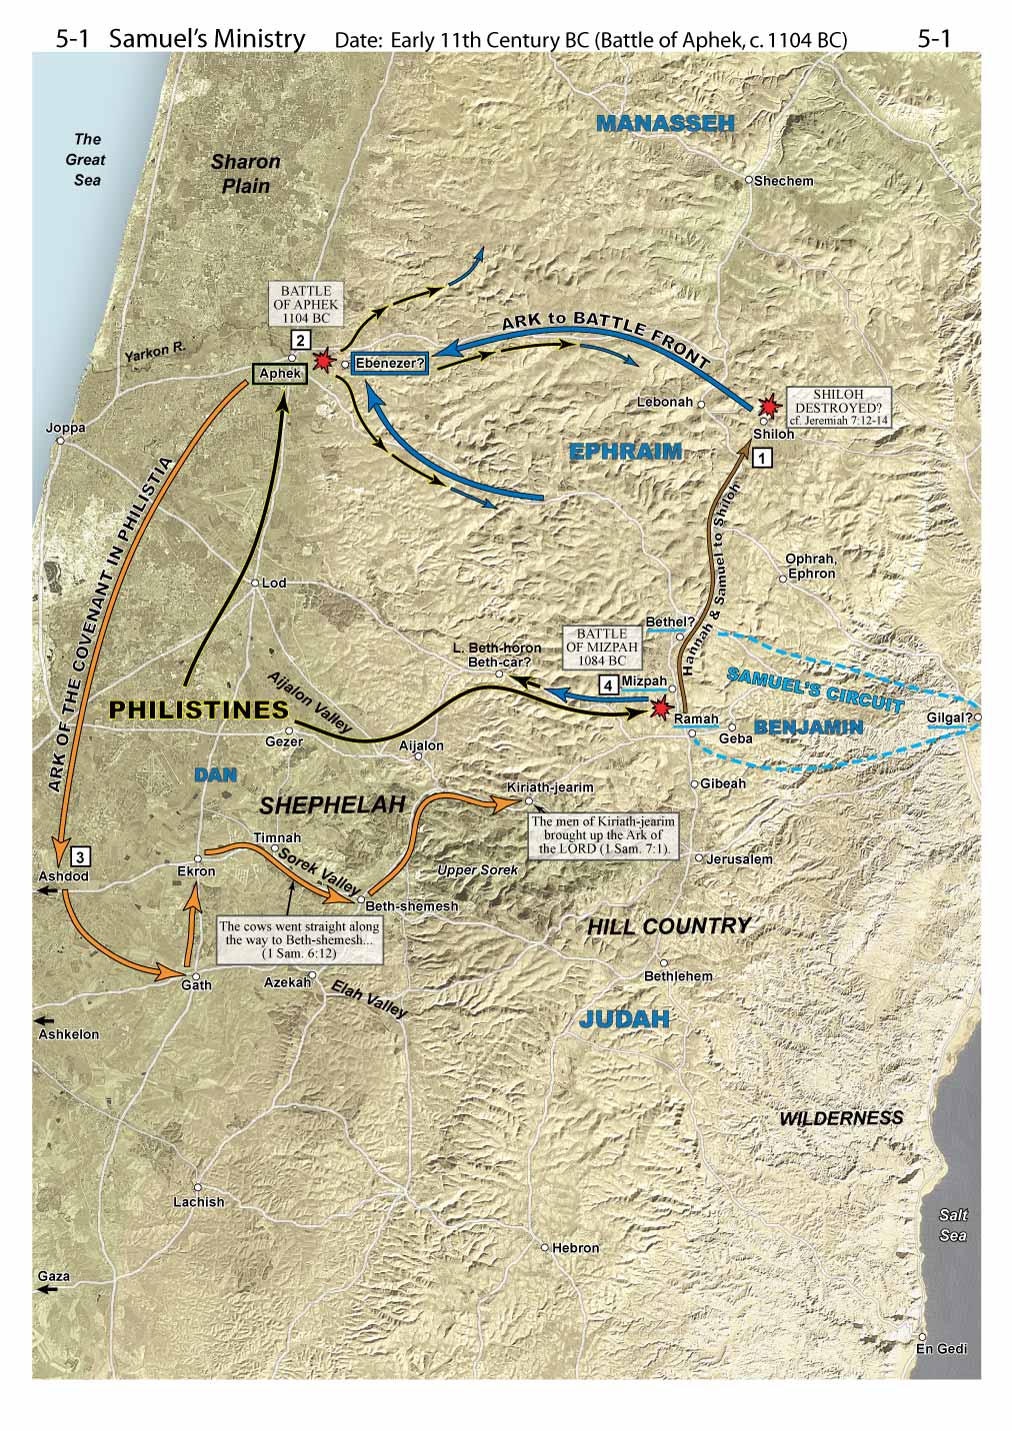 5-1 Samuel's Ministry Date: Early 11th Century BC (Battle of Aphek, c. 1104 BC) 5-1
MANASSEH
The
Great
Sea
Sharon
Plain
Shechem
BATTLE
OF APHEK
1104 BC
2
ARK to BATTLE FRONT
Yarkon R.
Aphek
Ebenezer?
Lebonah
SHILOH
DESTROYED?
cf. Jeremiah 7:12-14
Shiloh
1
Joppa
EPHRAIM
ARK OF THE COVENANT IN PHILISTIA
Hannah & Samuel to Shiloh
Ophrah,
Ephron
Lod
Bethel?
BATTLE
OF MIZPAH
1084 BC
L. Beth-horon
Beth-car?
4
Mizpah
SAMUEL'S CIRCUIT
Aijalon Valley
PHILISTINES
Ramah
Geba
BENJAMIN
Gilgal?
Gezer
Aijalon
DAN
SHEPHELAH
Kiriath-jearim
Gibeah
The men of Kiriath-jearim
brought up the Ark of
the LORD (1 Sam. 7:1).
Timnah
Sorek Valley
3
Ashdod
Ekron
Upper Sorek
Jerusalem
Beth-shemesh
The cows went straight along
the way to Beth-shemesh...
(1 Sam. 6:12)
HILL COUNTRY
Gath
Azekah
Elah Valley
Bethlehem
JUDAH
Ashkelon
WILDERNESS
Lachish
Salt
Sea
Hebron
Gaza
En Gedi